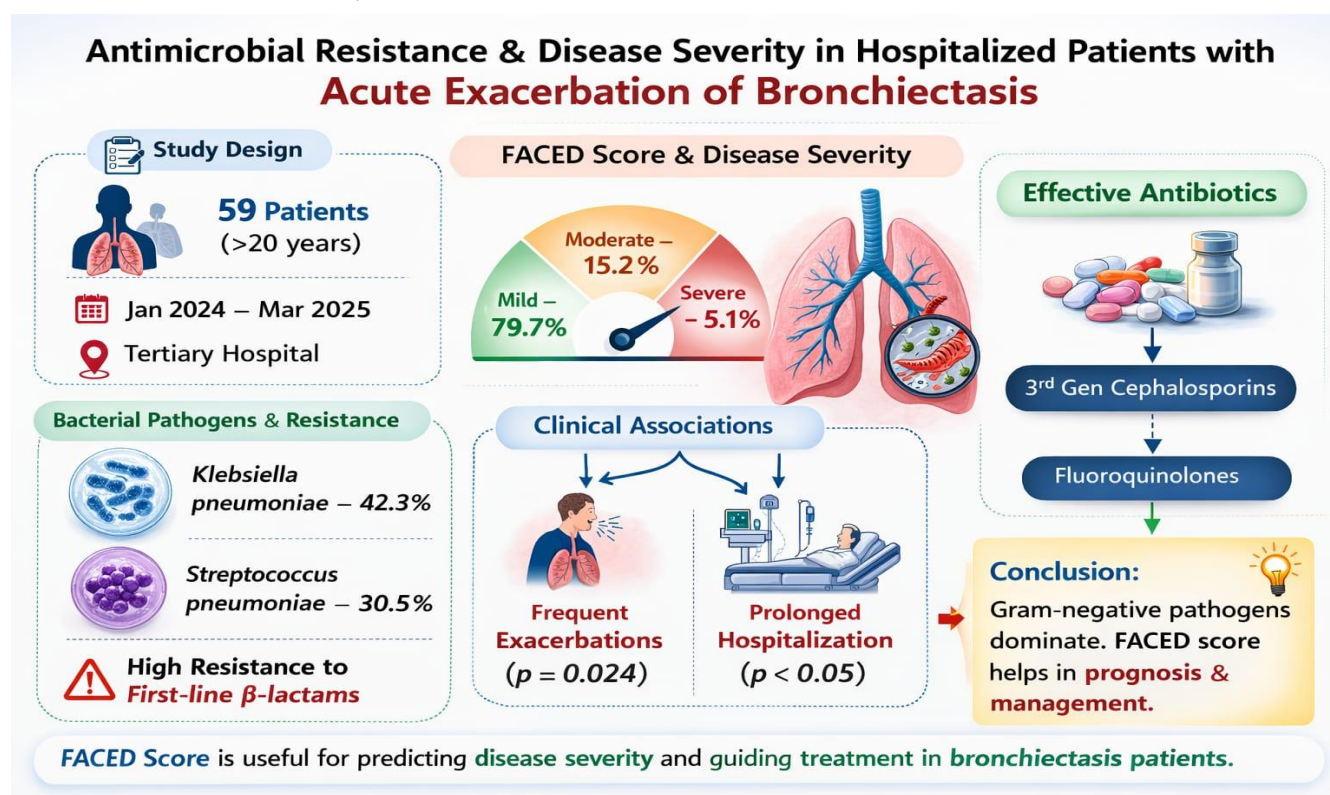 Antimicrobial Resistance & Disease Severity in Hospitalized Patients with
Acute Exacerbation of Bronchiectasis
Study Design
59 Patients
(>20 years)
Jan 2024 – Mar 2025
Tertiary Hospital
Bacterial Pathogens & Resistance
Klebsiella
pneumoniae – 42.3%
Streptococcus
pneumoniae – 30.5%
High Resistance to
First-line β-lactams
FACED Score & Disease Severity
Mild –
79.7%
Moderate –
15.2%
Severe
– 5.1%
Clinical Associations
Frequent
Exacerbations
(p = 0.024)
Prolonged
Hospitalization
(p < 0.05)
Effective Antibiotics
3rd Gen Cephalosporins
Fluoroquinolones
Conclusion:
Gram-negative pathogens
dominate. FACED score
helps in prognosis &
management.
FACED Score is useful for predicting disease severity and guiding treatment in bronchiectasis patients.